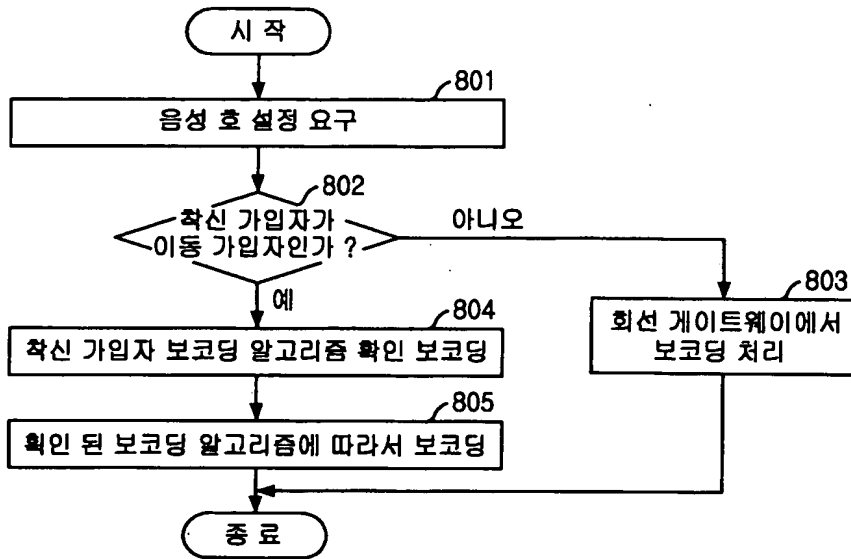 시 작
801
음성 호 설정 요구
802
착신 가입자가
이동 가입자인가 ?
아니오
예
803
회선 게이트웨이에서
보코딩 처리
804
착신 가입자 보코딩 알고리즘 확인 보코딩
805
확인 된 보코딩 알고리즘에 따라서 보코딩
종 료